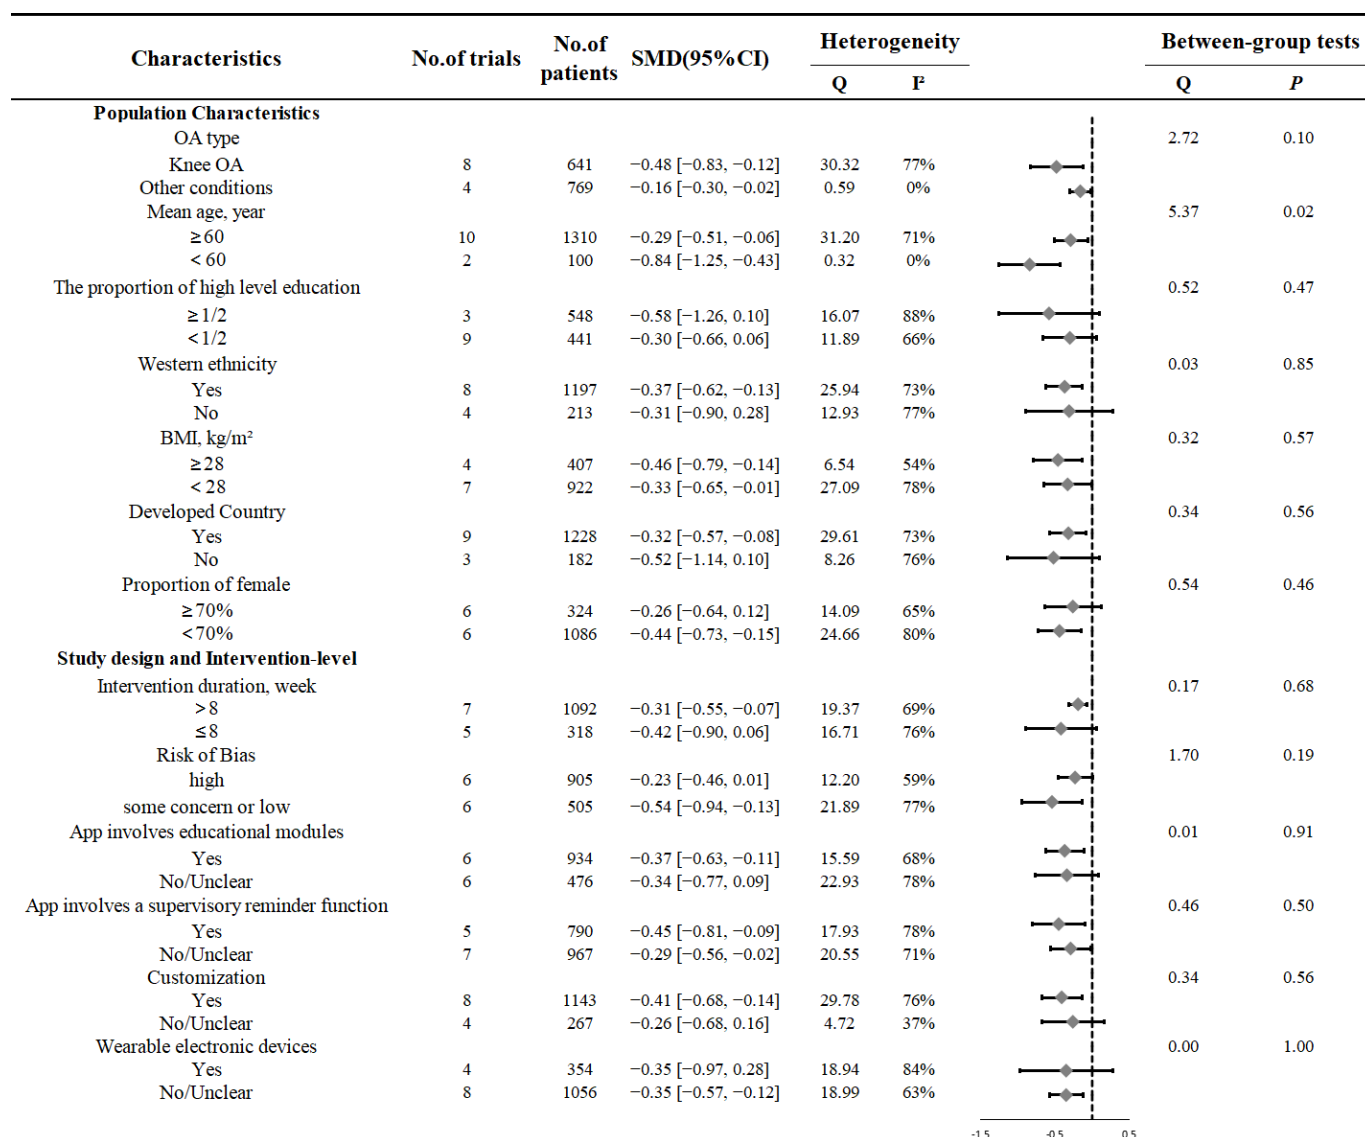 Characteristics No.of trials No.of patients SMD(95%CI) Heterogeneity Between-group tests
Q I² Q P
Population Characteristics
OA type 2.72 0.10
Knee OA 8 641 −0.48 [−0.83, −0.12] 30.32 77%
Other conditions 4 769 −0.16 [−0.30, −0.02] 0.59 0%
Mean age, year 5.37 0.02
≥60 10 1310 −0.29 [−0.51, −0.06] 31.20 71%
<60 2 100 −0.84 [−1.25, −0.43] 0.32 0%
The proportion of high level education 0.52 0.47
≥1/2 3 548 −0.58 [−1.26, 0.10] 16.07 88%
<1/2 9 441 −0.30 [−0.66, 0.06] 11.89 66%
Western ethnicity 0.03 0.85
Yes 8 1197 −0.37 [−0.62, −0.13] 25.94 73%
No 4 213 −0.31 [−0.90, 0.28] 12.93 77%
BMI, kg/m² 0.32 0.57
≥28 4 407 −0.46 [−0.79, −0.14] 6.54 54%
<28 7 922 −0.33 [−0.65, −0.01] 27.09 78%
Developed Country 0.34 0.56
Yes 9 1228 −0.32 [−0.57, −0.08] 29.61 73%
No 3 182 −0.52 [−1.14, 0.10] 8.26 76%
Proportion of female 0.54 0.46
≥70% 6 324 −0.26 [−0.64, 0.12] 14.09 65%
<70% 6 1086 −0.44 [−0.73, −0.15] 24.66 80%
Study design and Intervention-level
Intervention duration, week 0.17 0.68
>8 7 1092 −0.31 [−0.55, −0.07] 19.37 69%
≤8 5 318 −0.42 [−0.90, 0.06] 16.71 76%
Risk of Bias 1.70 0.19
high 6 905 −0.23 [−0.46, 0.01] 12.20 59%
some concern or low 6 505 −0.54 [−0.94, −0.13] 21.89 77%
App involves educational modules 0.01 0.91
Yes 6 934 −0.37 [−0.63, −0.11] 15.59 68%
No/Unclear 6 476 −0.34 [−0.77, 0.09] 22.93 78%
App involves a supervisory reminder function 0.46 0.50
Yes 5 790 −0.45 [−0.81, −0.09] 17.93 78%
No/Unclear 7 967 −0.29 [−0.56, −0.02] 20.55 71%
Customization 0.34 0.56
Yes 8 1143 −0.41 [−0.68, −0.14] 29.78 76%
No/Unclear 4 267 −0.26 [−0.68, 0.16] 4.72 37%
Wearable electronic devices 0.00 1.00
Yes 4 354 −0.35 [−0.97, 0.28] 18.94 84%
No/Unclear 8 1056 −0.35 [−0.57, −0.12] 18.99 63%
-1.5 -0.5 0.5